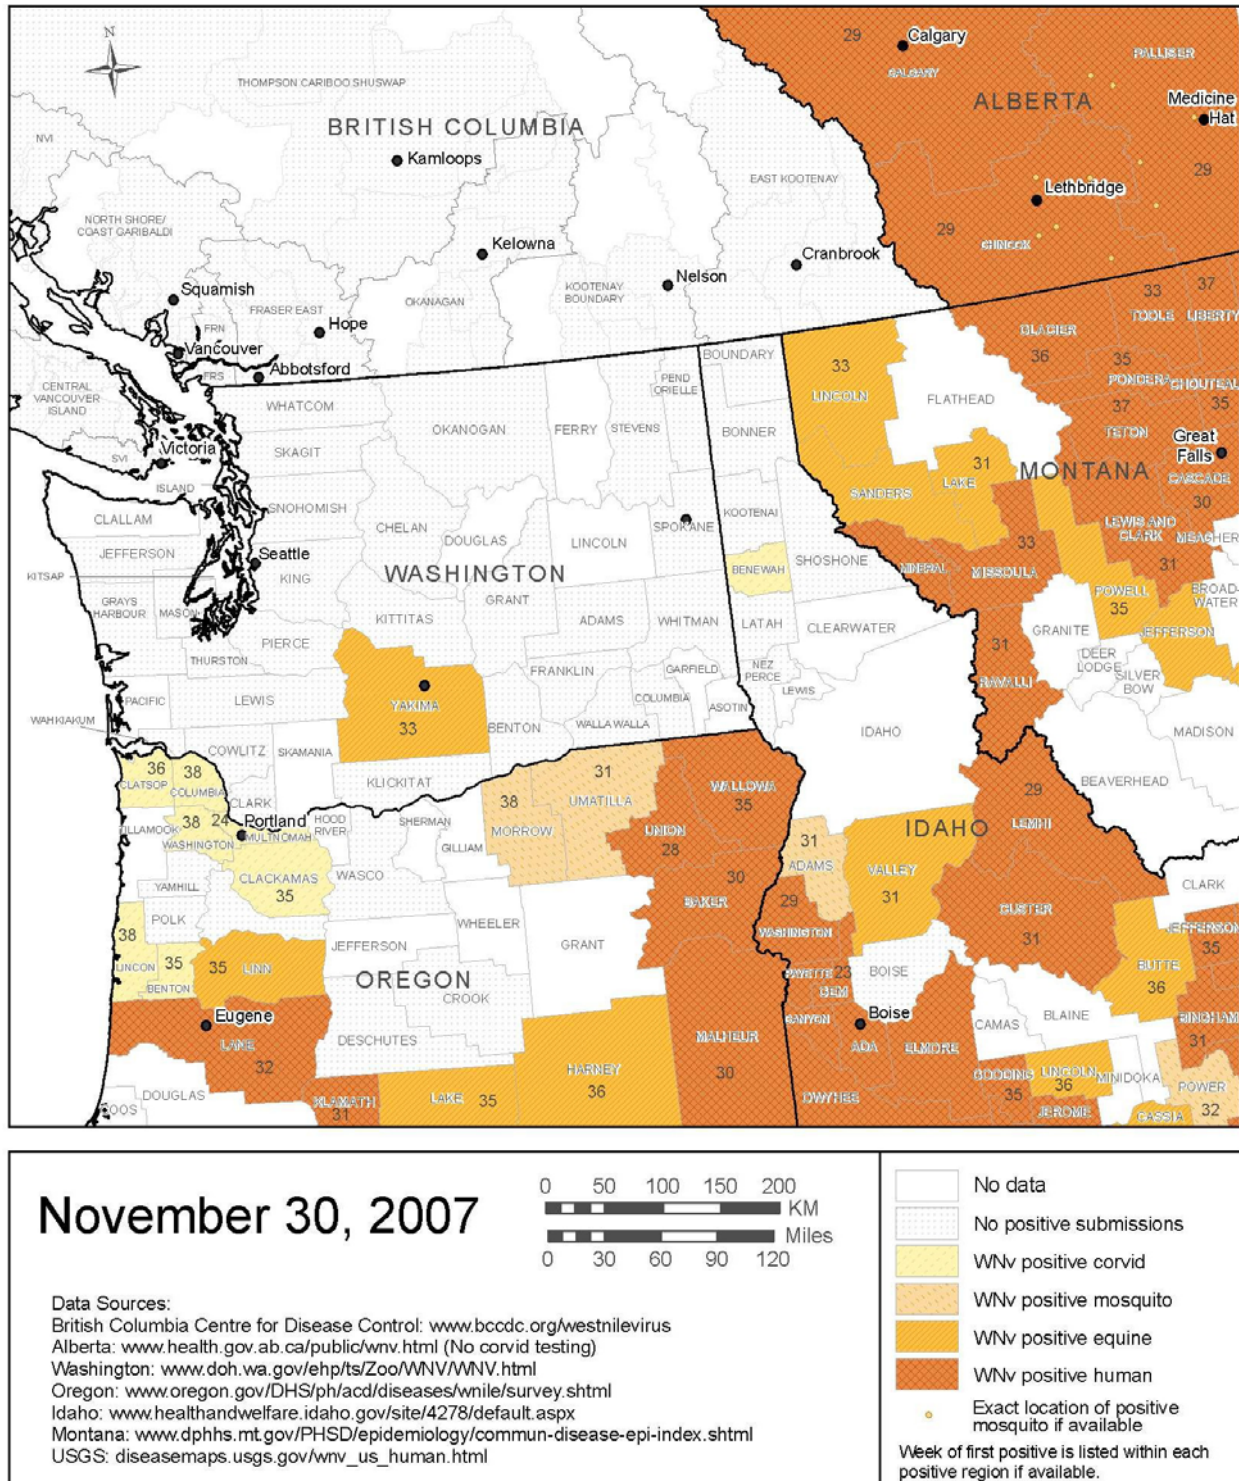 N
29
Calgary
CALGARY
PALLISER
THOMPSON CARIBOO SHUSWAP
ALBERTA
Medicine
Hat
BRITISH COLUMBIA
NVI
Kamloops
29
EAST KOOTENAY
Lethbridge
NORTH SHORE/
COAST GARIBALDI
29
CHINOOK
Kelowna
Cranbrook
Nelson
KOOTENAY
BOUNDARY
OKANAGAN
Squamish
FRASER EAST
Hope
FRN
Vancouver
FRS
Abbotsford
33
37
TOOLE
LIBERTY
GLACIER
36
35
BOUNDARY
33
PONDERA
CHOUTEAU
CENTRAL
VANCOUVER
ISLAND
PEND
ORIELLE
LINCOLN
FLATHEAD
37
35
WHATCOM
OKANOGAN
FERRY
STEVENS
BONNER
TETON
Great
Falls
SVI
Victoria
SKAGIT
31
MONTANA
CASCADE
ISLAND
SANDERS
LAKE
30
SNOHOMISH
KOOTENAI
LEWIS AND
CLARK
MEAGHER
CLALLAM
CHELAN
SPOKANE
33
JEFFERSON
Seattle
DOUGLAS
LINCOLN
SHOSHONE
MINERAL
MISSOULA
31
KITSAP
KING
WASHINGTON
BENEWAH
POWELL
35
BROAD-
WATER
GRAYS
HARBOUR
MASON
GRANT
ADAMS
WHITMAN
LATAH
CLEARWATER
GRANITE
JEFFERSON
KITTITAS
PIERCE
31
DEER
LODGE
THURSTON
FRANKLIN
GARFIELD
NEZ
PERCE
RAVALLI
SILVER
BOW
PACIFIC
LEWIS
YAKIMA
33
COLUMBIA
ASOTIN
LEWIS
WAHKIAKUM
BENTON
WALLA WALLA
IDAHO
MADISON
COWLITZ
SKAMANIA
KLICKITAT
BEAVERHEAD
36
38
31
WALLOWA
35
29
CLATSOP
COLUMBIA
CLARK
UMATILLA
38
24
Portland
HOOD
RIVER
SHERMAN
MORROW
UNION
28
IDAHO
LEMHI
TILLAMOOK
38
WASHINGTON
MULTNOMAH
GILLIAM
31
ADAMS
VALLEY
31
CLACKAMAS
35
WASCO
30
BAKER
CLARK
YAMHILL
29
WASHINGTON
CUSTER
31
POLK
WHEELER
JEFFERSON
35
38
JEFFERSON
GRANT
35
LINN
BUTTE
36
LINCON
35
BENTON
OREGON
PAYETTE
23
GEM
BOISE
CROOK
Eugene
CANYON
Boise
CAMAS
BLAINE
BINGHAM
31
LANE
32
DESCHUTES
MALHEUR
30
ADA
ELMORE
HARNEY
36
GOODING
35
LINCOLN
36
MINIDOKA
POWER
32
DOUGLAS
KLAMATH
31
LAKE
35
OWYHEE
JEROME
CASSIA
COOS
November 30, 2007
0 50 100 150 200
KM
Miles
0 30 60 90 120
Data Sources:
British Columbia Centre for Disease Control: www.bccdc.org/westnilevirus
Alberta: www.health.gov.ab.ca/public/wnv.html (No corvid testing)
Washington: www.doh.wa.gov/ehp/ts/Zoo/WNV/WNV.html
Oregon: www.oregon.gov/DHS/ph/acd/diseases/wnile/survey.shtml
Idaho: www.healthandwelfare.idaho.gov/site/4278/default.aspx
Montana: www.dphhs.mt.gov/PHSD/epidemiology/commun-disease-epi-index.shtml
USGS: diseasemaps.usgs.gov/wnv_us_human.html
No data
No positive submissions
WNv positive corvid
WNv positive mosquito
WNv positive equine
WNv positive human
Exact location of positive
mosquito if available
Week of first positive is listed within each
positive region if available.